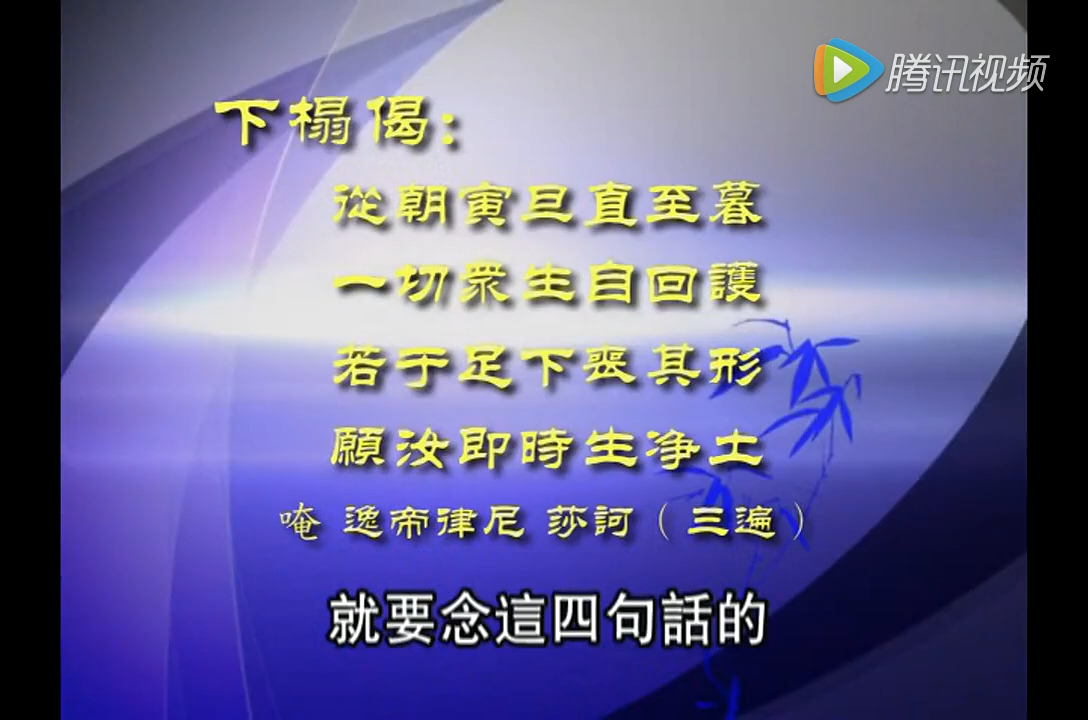 腾讯视频
下榻偈:
從朝寅旦直至暮
一切眾生自回護
若于足下喪其形
願汝即時生净土
唵 逸帝律尼 莎訶（三遍）
就要念這四句話的